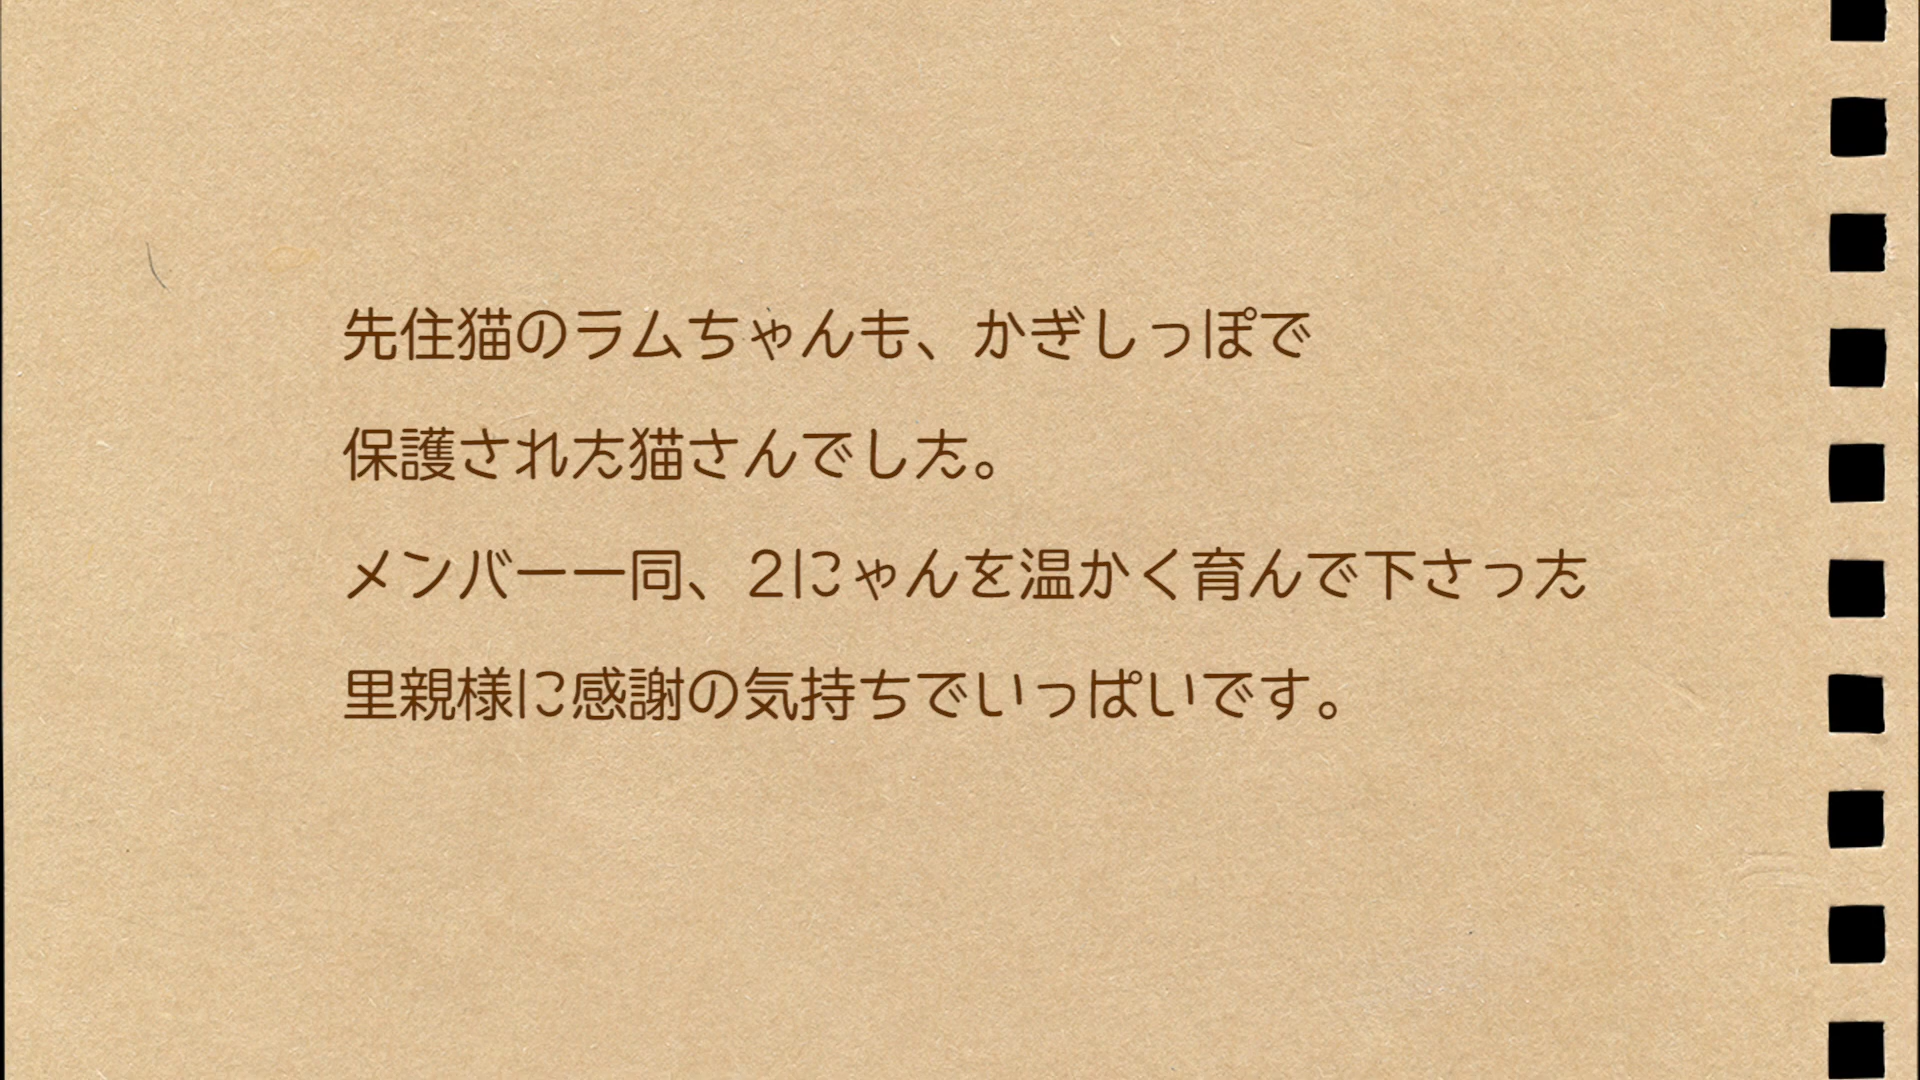 先住猫のラムちゃんも、かぎしっぽで
保護された猫さんでした。
メンバー一同、2にゃんを温かく育んで下さった
里親様に感謝の気持ちでいっぱいです。